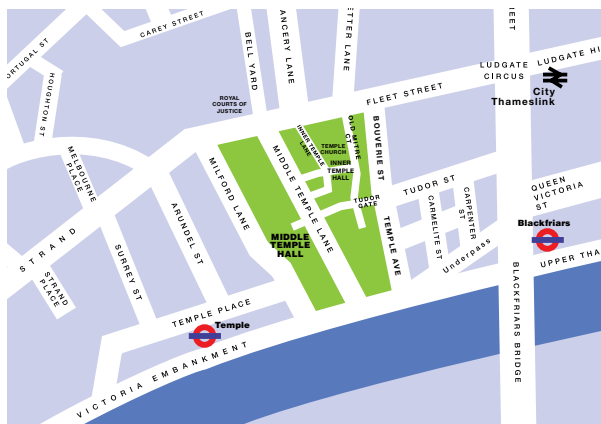 CAREY STREET
BELL YARD
ANCERY LANE
ETTER LANE
REET
ORTUGAL ST
HOUGHTON ST
LUDGATE
CIRCUS
LUDGATE HI
City
Thameslink
ROYAL
COURTS OF
JUSTICE
FLEET STREET
OLD MITRE
CT
BOUVERIE ST
INNER TEMPLE
LANE
TEMPLE
CHURCH
INNER
TEMPLE
HALL
MELBOURNE
PLACE
MILFORD LANE
MIDDLE TEMPLE LANE
TUDOR
GATE
TUDOR ST
CARMELITE ST
CARPENTER
ST
QUEEN
VICTORIA
ST
Blackfriars
STRAND
ARUNDEL ST
SURREY ST
MIDDLE
TEMPLE
HALL
TEMPLE AVE
Underpass
UPPER THA
STRAND
PLACE
TEMPLE PLACE
Temple
BLACKFRIARS BRIDGE
VICTORIA EMBANKMENT